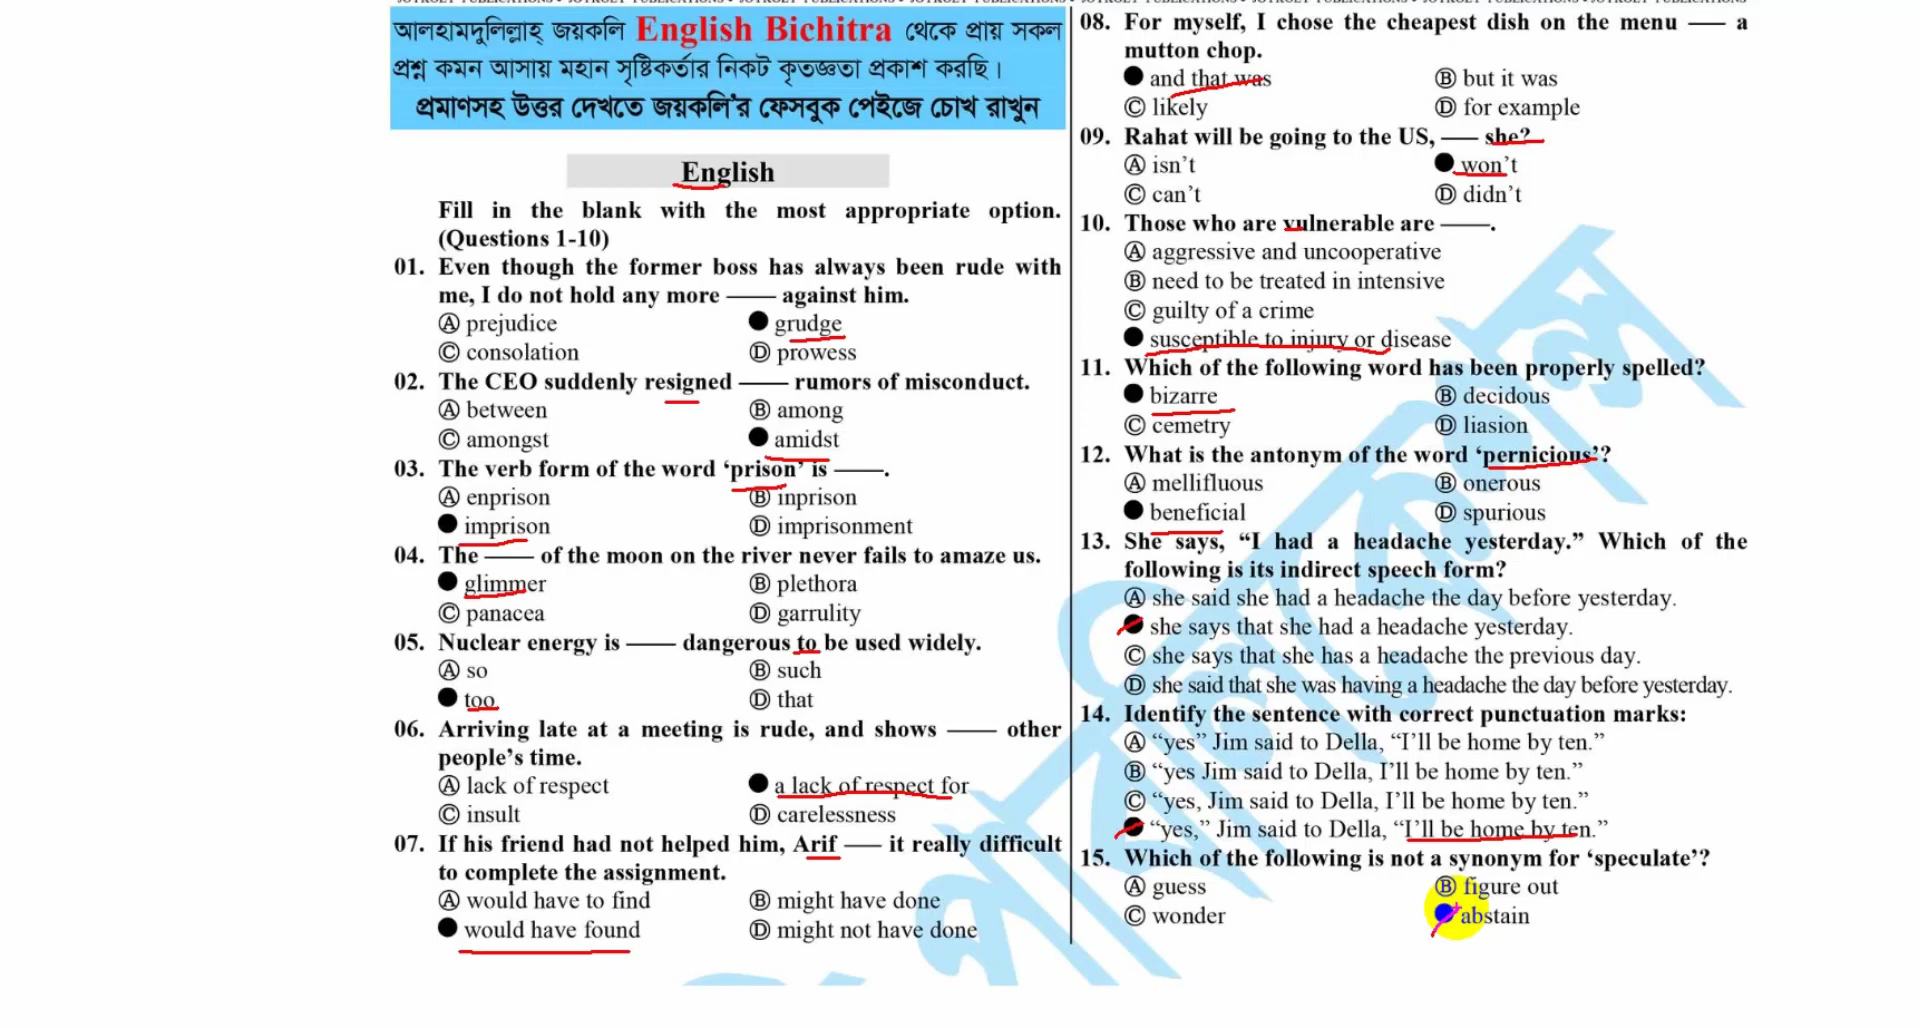 আলহামদুলিল্লাহ্ জয়কলি English Bichitra থেকে প্রায় সকল
প্রশ্ন কমন আসায় মহান সৃষ্টিকর্তার নিকট কৃতজ্ঞতা প্রকাশ করছি।
প্রমাণসহ উত্তর দেখতে জয়কলি'র ফেসবুক পেইজে চোখ রাখুন
English
Fill in the blank with the most appropriate option.
(Questions 1-10)
01. Even though the former boss has always been rude with
me, I do not hold any more —— against him.
Ⓐ prejudice ● grudge
Ⓒ consolation Ⓓ prowess
02. The CEO suddenly resigned —— rumors of misconduct.
Ⓐ between Ⓑ among
Ⓒ amongst ● amidst
03. The verb form of the word ‘prison’ is ——.
Ⓐ enprison Ⓑ inprison
● imprison Ⓓ imprisonment
04. The —— of the moon on the river never fails to amaze us.
● glimmer Ⓑ plethora
Ⓒ panacea Ⓓ garrulity
05. Nuclear energy is —— dangerous to be used widely.
Ⓐ so Ⓑ such
● too Ⓓ that
06. Arriving late at a meeting is rude, and shows —— other
people’s time.
Ⓐ lack of respect ● a lack of respect for
Ⓒ insult Ⓓ carelessness
07. If his friend had not helped him, Arif —— it really difficult
to complete the assignment.
Ⓐ would have to find Ⓑ might have done
● would have found Ⓓ might not have done
08. For myself, I chose the cheapest dish on the menu —— a
mutton chop.
● and that was Ⓑ but it was
Ⓒ likely Ⓓ for example
09. Rahat will be going to the US, —— she?
Ⓐ isn’t ● won’t
Ⓒ can’t Ⓓ didn’t
10. Those who are vulnerable are ——.
Ⓐ aggressive and uncooperative
Ⓑ need to be treated in intensive
Ⓒ guilty of a crime
● susceptible to injury or disease
11. Which of the following word has been properly spelled?
● bizarre Ⓑ decidous
Ⓒ cemetry Ⓓ liasion
12. What is the antonym of the word ‘pernicious’?
Ⓐ mellifluous Ⓑ onerous
● beneficial Ⓓ spurious
13. She says, “I had a headache yesterday.” Which of the
following is its indirect speech form?
Ⓐ she said she had a headache the day before yesterday.
● she says that she had a headache yesterday.
Ⓒ she says that she has a headache the previous day.
Ⓓ she said that she was having a headache the day before yesterday.
14. Identify the sentence with correct punctuation marks:
Ⓐ “yes” Jim said to Della, “I’ll be home by ten.”
Ⓑ “yes Jim said to Della, I’ll be home by ten.”
Ⓒ “yes, Jim said to Della, I’ll be home by ten.”
● “yes,” Jim said to Della, “I’ll be home by ten.”
15. Which of the following is not a synonym for ‘speculate’?
Ⓐ guess Ⓑ figure out
Ⓒ wonder ● abstain